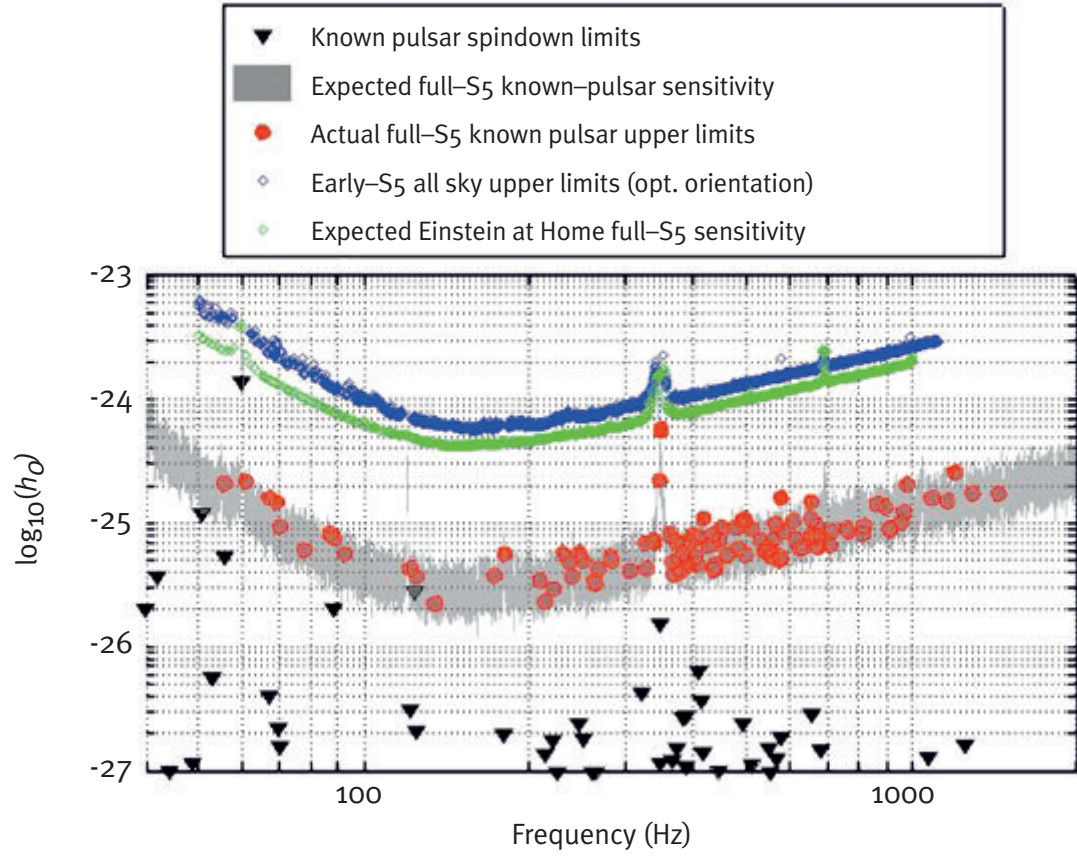 Known pulsar spindown limits
Expected full–S5 known–pulsar sensitivity
Actual full–S5 known pulsar upper limits
Early–S5 all sky upper limits (opt. orientation)
Expected Einstein at Home full–S5 sensitivity
-23
-24
-25
-26
-27
log10(h0)
100
1000
Frequency (Hz)